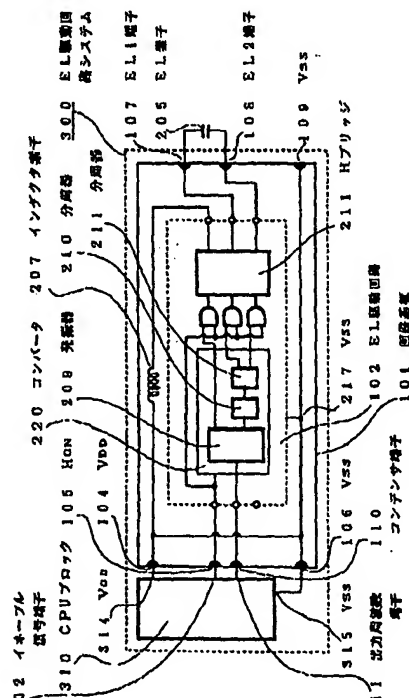 300 EL駆動回
路システム
107 EL1端子
205 EL素子
108 EL2端子
109 Vss
220 コンバータ
209 発振器
207 インダクタ素子
210 分周器
211 分周器
02 イネーブル
信号端子
310 CPUブロック
314 VDD
105 HON
104 VDD
211 Hブリッジ
217 Vss
102 EL駆動回路
101 回路基板
106 Vss
110 コンデンサ端子
315 Vss
11 出力周波数
端子